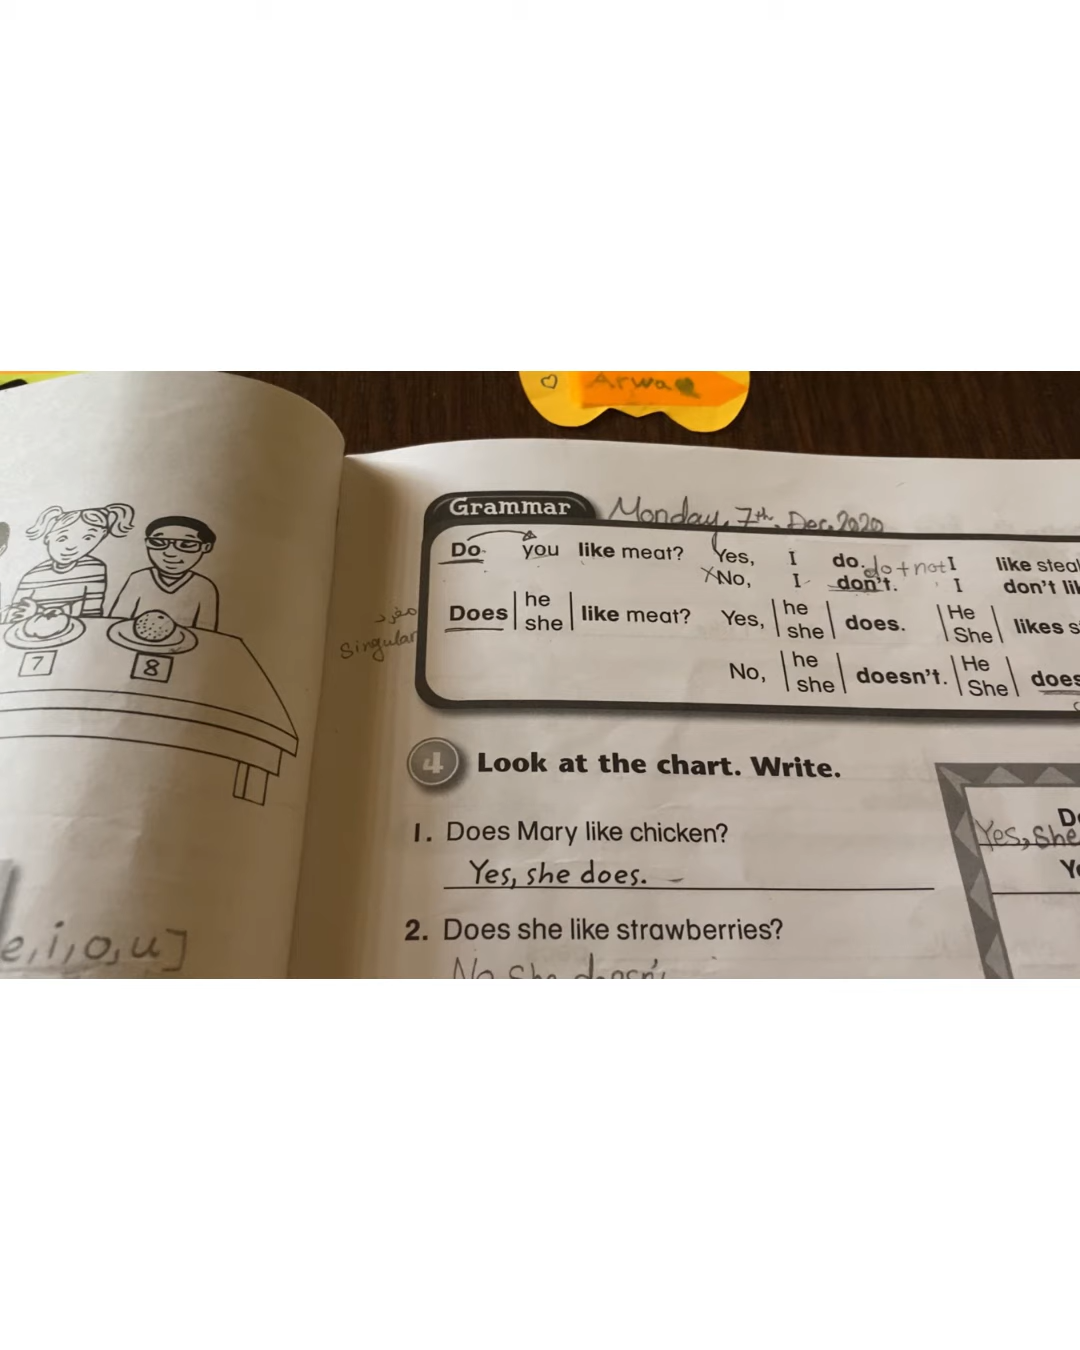 Arwa
7
8
e, i, o, u]
Grammar
Monday, 7th, Dec, 2020
Do you like meat? Yes, I do. do + not I like
X No, I don't. I don't
مفرد
Singular
Does he she like meat? Yes, he she does. He She likes
No, he she doesn't. He She
4 Look at the chart. Write.
1. Does Mary like chicken?
Yes, she does.
2. Does she like strawberries?
No she doesn't
Yes, She